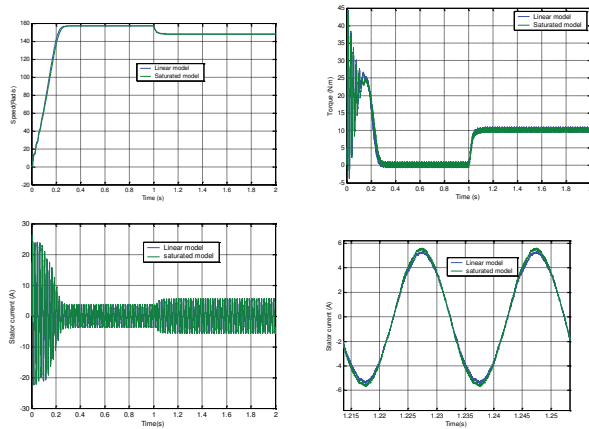 160
140
120
100
80
60
40
20
0
-20
Speed(Rad/s)
Linear model
Saturated model
0 0.2 0.4 0.6 0.8 1 1.2 1.4 1.6 1.8 2
Time (s)
45
40
35
30
25
20
15
10
5
0
-5
Torque (N.m)
Linear model
Saturated model
0 0.2 0.4 0.6 0.8 1 1.2 1.4 1.6 1.8
Time (s)
30
20
10
0
-10
-20
-30
Stator current (A)
Linear model
saturated model
0 0.2 0.4 0.6 0.8 1 1.2 1.4 1.6 1.8 2
Time(s)
6
4
2
0
-2
-4
-6
Stator current (A)
Linear model
saturated model
1.215 1.22 1.225 1.23 1.235 1.24 1.245 1.25
Time(s)